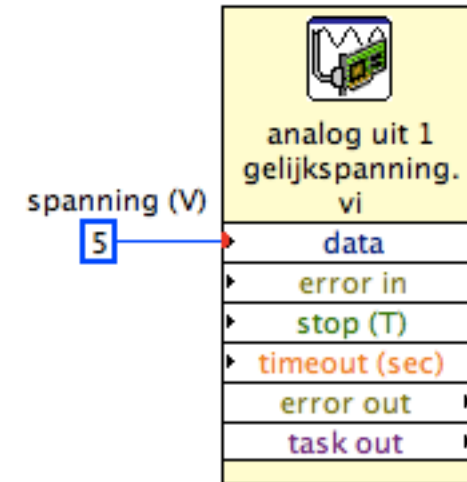 analog uit 1
gelijkspanning.
vi
spanning (V)
5
data
error in
stop (T)
timeout (sec)
error out
task out